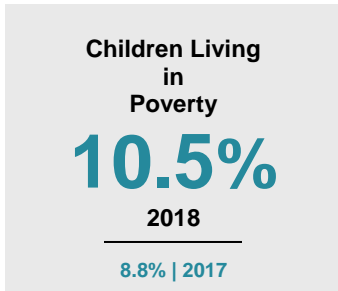 Children Living
in
Poverty
10.5%
2018
8.8% | 2017